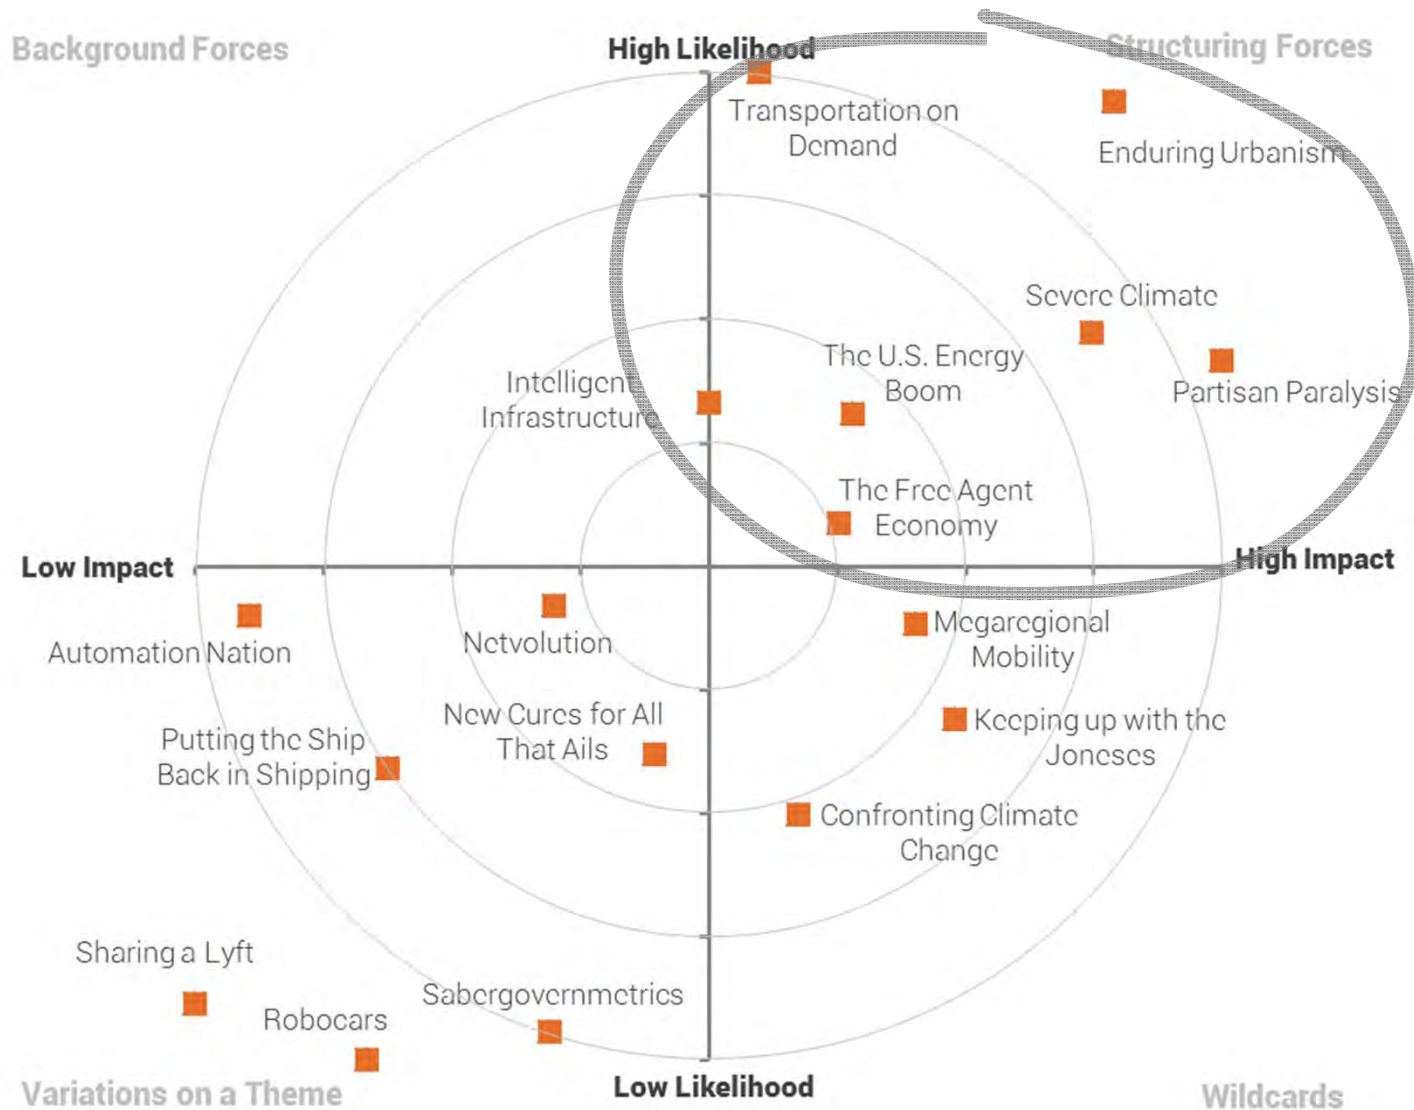 Background Forces
High Likelihood
Structuring Forces
Transportation on
Demand
Enduring Urbanism
Severe Climate
The U.S. Energy
Boom
Partisan Paralysis
Intelligent
Infrastructure
The Free Agent
Economy
Low Impact
High Impact
Automation Nation
Netvolution
Megaregional
Mobility
New Cures for All
That Ails
Keeping up with the
Joneses
Putting the Ship
Back in Shipping
Confronting Climate
Change
Sharing a Lyft
Robocars
Sabergovernmetrics
Variations on a Theme
Low Likelihood
Wildcards